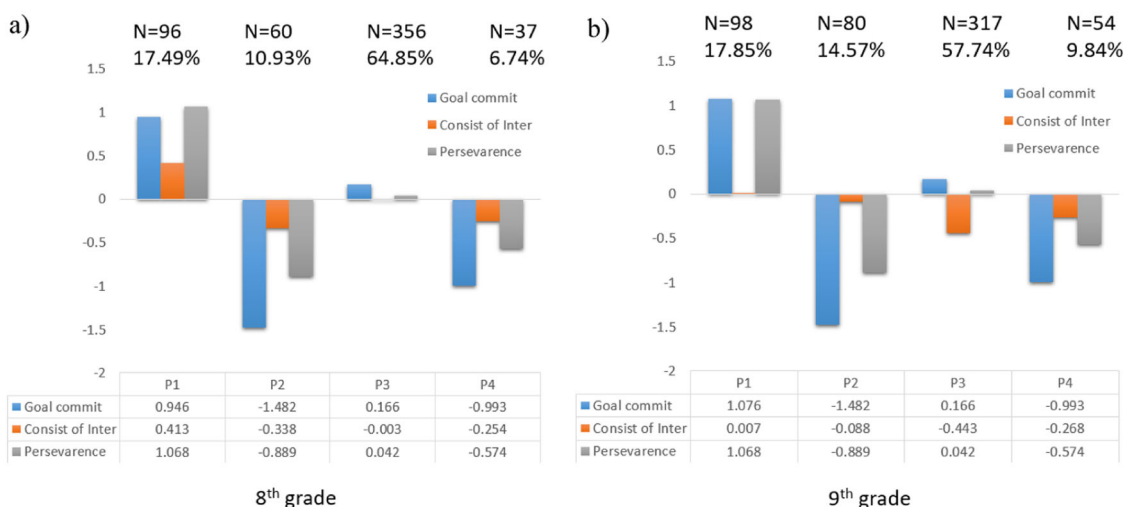 a)
N=96 N=60 N=356 N=37
17.49% 10.93% 64.85% 6.74%
1.5
1
0.5
0
-0.5
-1
-1.5
-2
Goal commit
Consist of Inter
Persevarence
P1 P2 P3 P4
Goal commit 0.946 -1.482 0.166 -0.993
Consist of Inter 0.413 -0.338 -0.003 -0.254
Persevarence 1.068 -0.889 0.042 -0.574
8th grade
b)
N=98 N=80 N=317 N=54
17.85% 14.57% 57.74% 9.84%
1.5
1
0.5
0
-0.5
-1
-1.5
-2
Goal commit
Consist of Inter
Persevarence
P1 P2 P3 P4
Goal commit 1.076 -1.482 0.166 -0.993
Consist of Inter 0.007 -0.088 -0.443 -0.268
Persevarence 1.068 -0.889 0.042 -0.574
9th grade